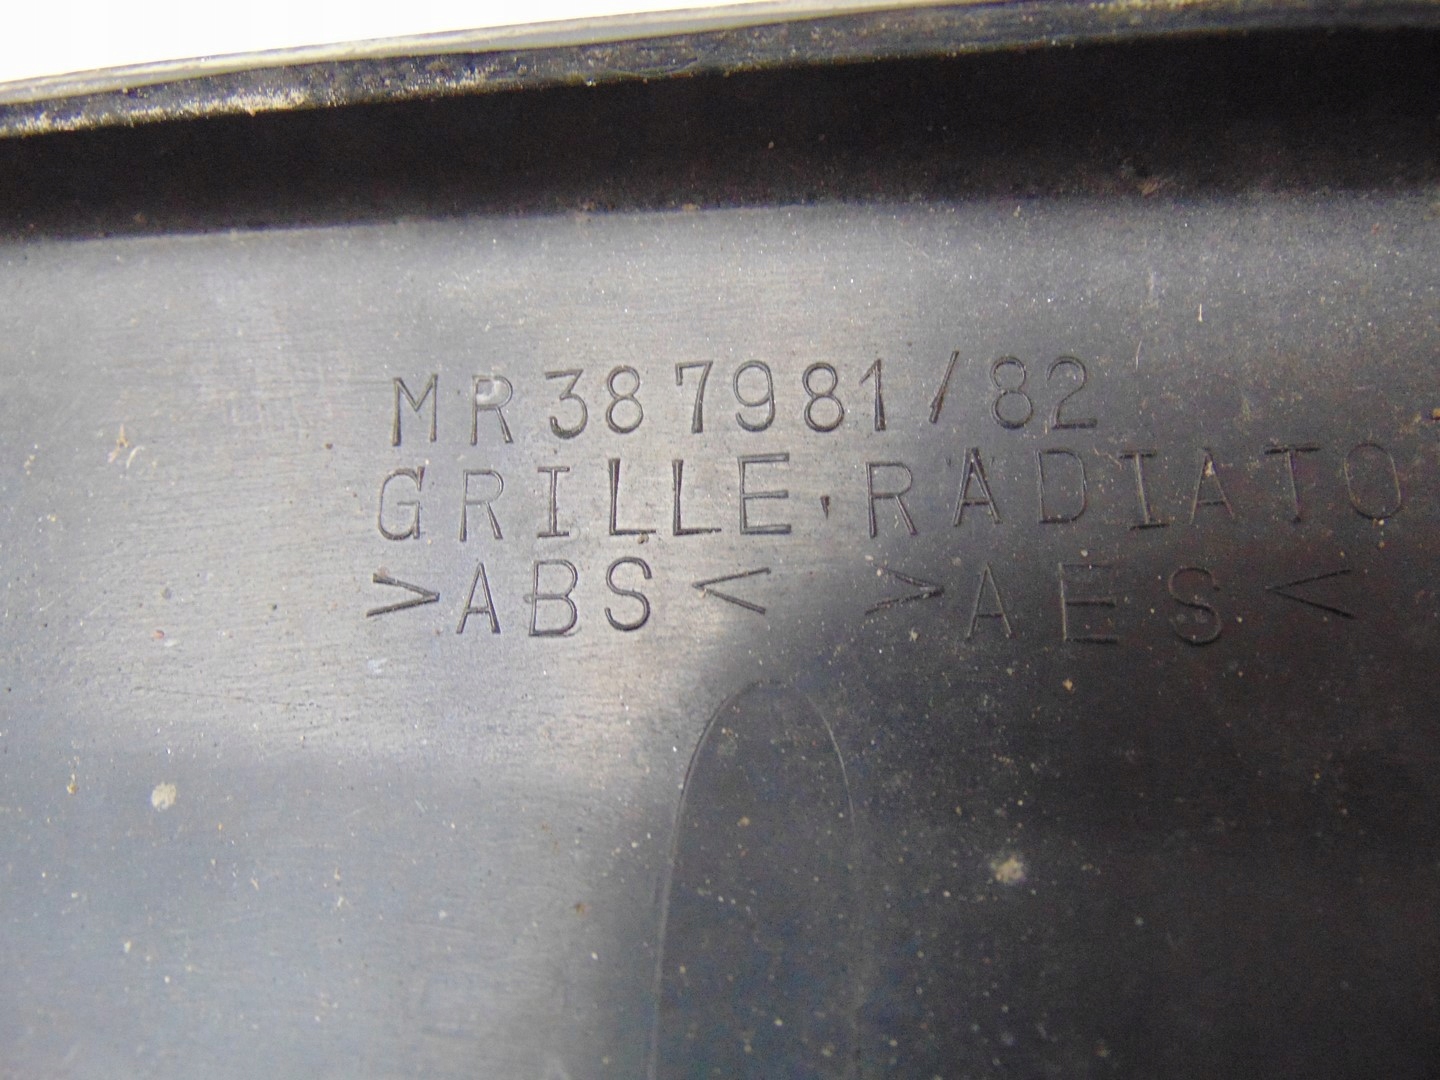 MR387981/82
GRILLE,RADIATO
>ABS< >AES<